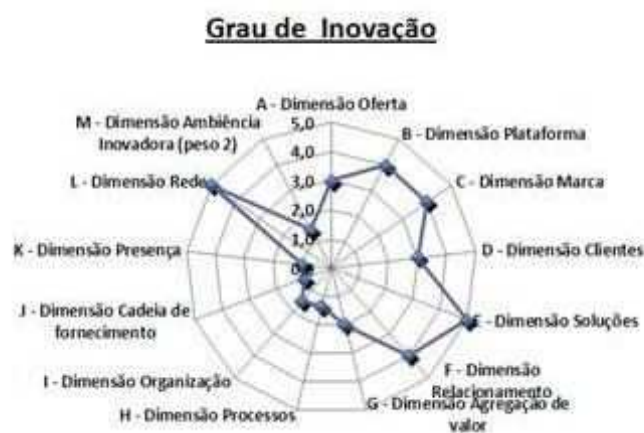 Grau de Inovação
A - Dimensão Oferta
M - Dimensão Ambiência
Inovadora (peso 2)
B - Dimensão Plataforma
L - Dimensão Rede
C - Dimensão Marca
K - Dimensão Presença
D - Dimensão Clientes
J - Dimensão Cadeia de
fornecimento
E - Dimensão Soluções
I - Dimensão Organização
F - Dimensão
Relacionamento
H - Dimensão Processos
G - Dimensão Agregação de
valor
5,0
4,0
3,0
2,0
1,0